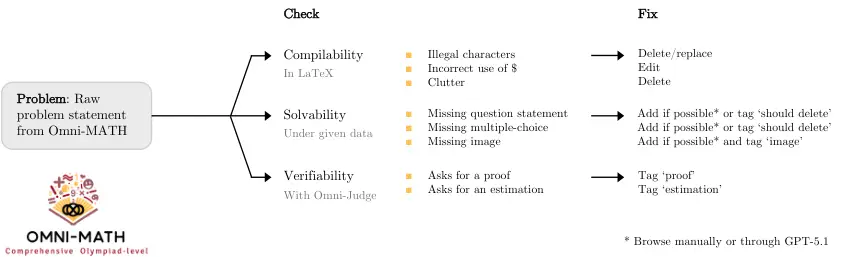 Check
Fix
Problem: Raw
problem statement
from Omni-MATH
Compilability
In LaTeX
Illegal characters
Incorrect use of $
Clutter
Delete/replace
Edit
Delete
Solvability
Under given data
Missing question statement
Missing multiple-choice
Missing image
Add if possible* or tag ‘should delete’
Add if possible* or tag ‘should delete’
Add if possible* and tag ‘image’
Verifiability
With Omni-Judge
Asks for a proof
Asks for an estimation
Tag ‘proof’
Tag ‘estimation’
OMNI-MATH
Comprehensive Olympiad-level
* Browse manually or through GPT-5.1